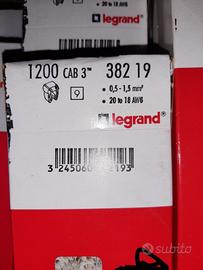 • 20 to 18 AWG
legrand
1200 CAB 3™ 382 19
9
• 0,5 - 1,5 mm²
• 20 to 18 AWG
legrand
subito